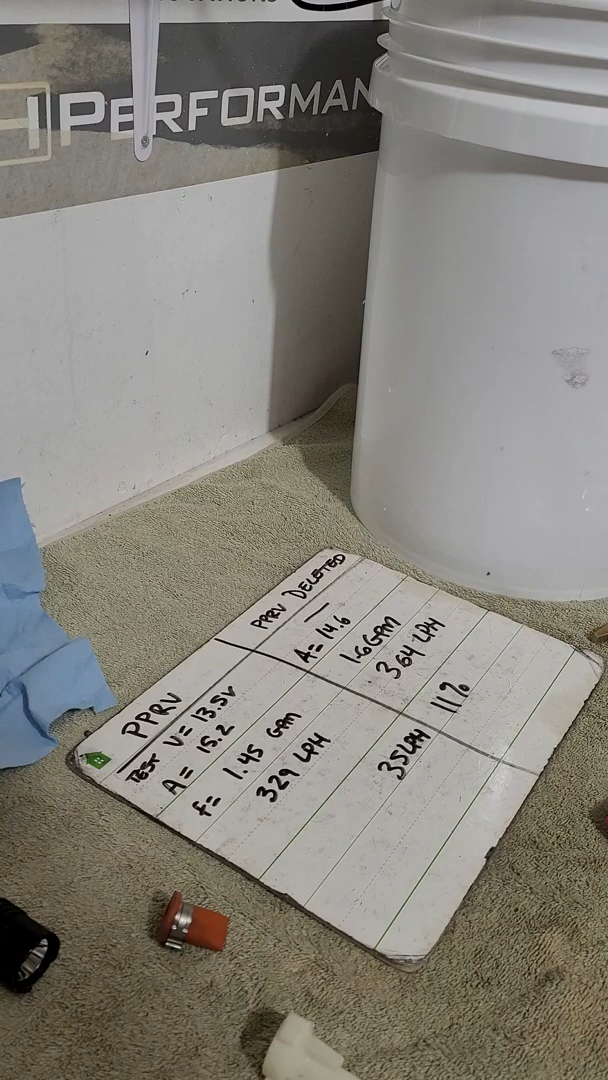 PERFORMAN
PPRV
TEST V= 13.5V
A= 15.2
f= 1.45 GPM
329 LPH
PPRV DELETED
A= 14.6
1.6 GPM
364 LPH
35 LPH 11%